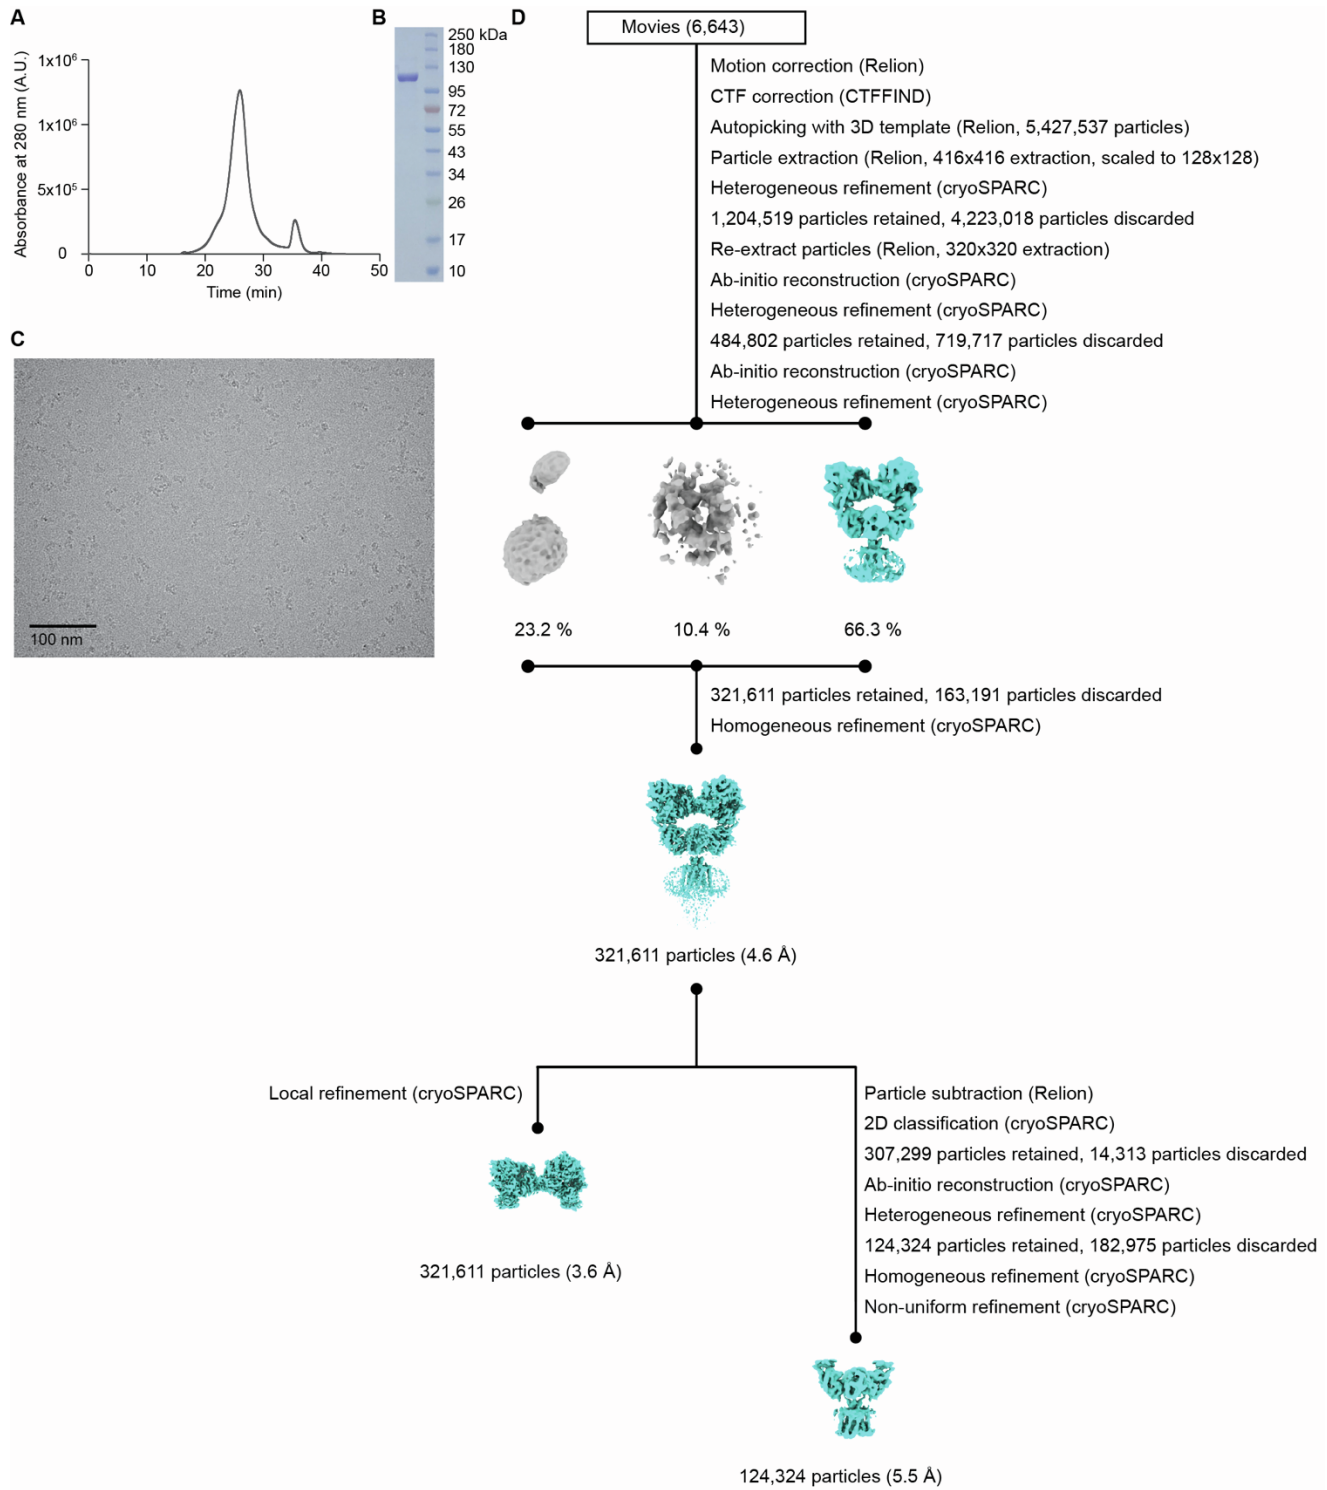 A
Absorbance at 280 nm (A.U.)
1x10⁶
1x10⁶
5x10⁵
0
0 10 20 30 40 50
Time (min)
B
250 kDa
180
130
95
72
55
43
34
26
17
10
C
100 nm
D
Movies (6,643)
Motion correction (Relion)
CTF correction (CTFFIND)
Autopicking with 3D template (Relion, 5,427,537 particles)
Particle extraction (Relion, 416x416 extraction, scaled to 128x128)
Heterogeneous refinement (cryoSPARC)
1,204,519 particles retained, 4,223,018 particles discarded
Re-extract particles (Relion, 320x320 extraction)
Ab-initio reconstruction (cryoSPARC)
Heterogeneous refinement (cryoSPARC)
484,802 particles retained, 719,717 particles discarded
Ab-initio reconstruction (cryoSPARC)
Heterogeneous refinement (cryoSPARC)
23.2 % 10.4 % 66.3 %
321,611 particles retained, 163,191 particles discarded
Homogeneous refinement (cryoSPARC)
321,611 particles (4.6 Å)
Local refinement (cryoSPARC)
321,611 particles (3.6 Å)
Particle subtraction (Relion)
2D classification (cryoSPARC)
307,299 particles retained, 14,313 particles discarded
Ab-initio reconstruction (cryoSPARC)
Heterogeneous refinement (cryoSPARC)
124,324 particles retained, 182,975 particles discarded
Homogeneous refinement (cryoSPARC)
Non-uniform refinement (cryoSPARC)
124,324 particles (5.5 Å)